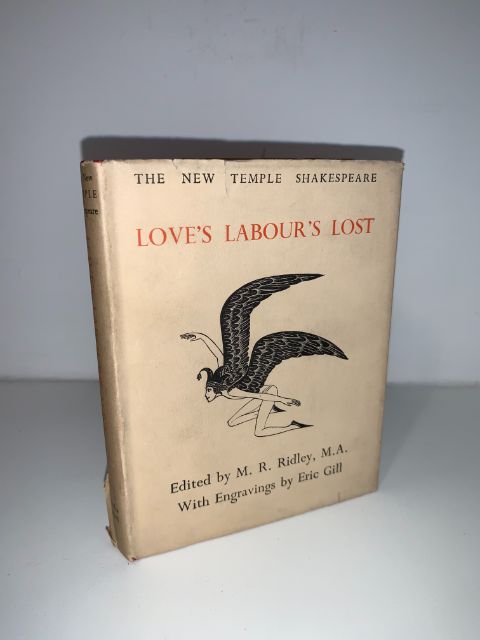 THE NEW TEMPLE SHAKESPEARE
LOVE'S LABOUR'S LOST
Edited by M. R. Ridley, M.A.
With Engravings by Eric Gill